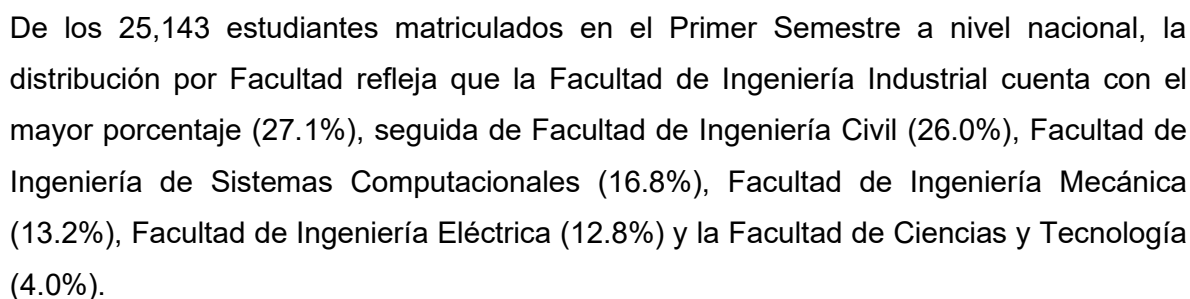 De los 25,143 estudiantes matriculados en el Primer Semestre a nivel nacional, la
distribución por Facultad refleja que la Facultad de Ingeniería Industrial cuenta con el
mayor porcentaje (27.1%), seguida de Facultad de Ingeniería Civil (26.0%), Facultad de
Ingeniería de Sistemas Computacionales (16.8%), Facultad de Ingeniería Mecánica
(13.2%), Facultad de Ingeniería Eléctrica (12.8%) y la Facultad de Ciencias y Tecnología
(4.0%).